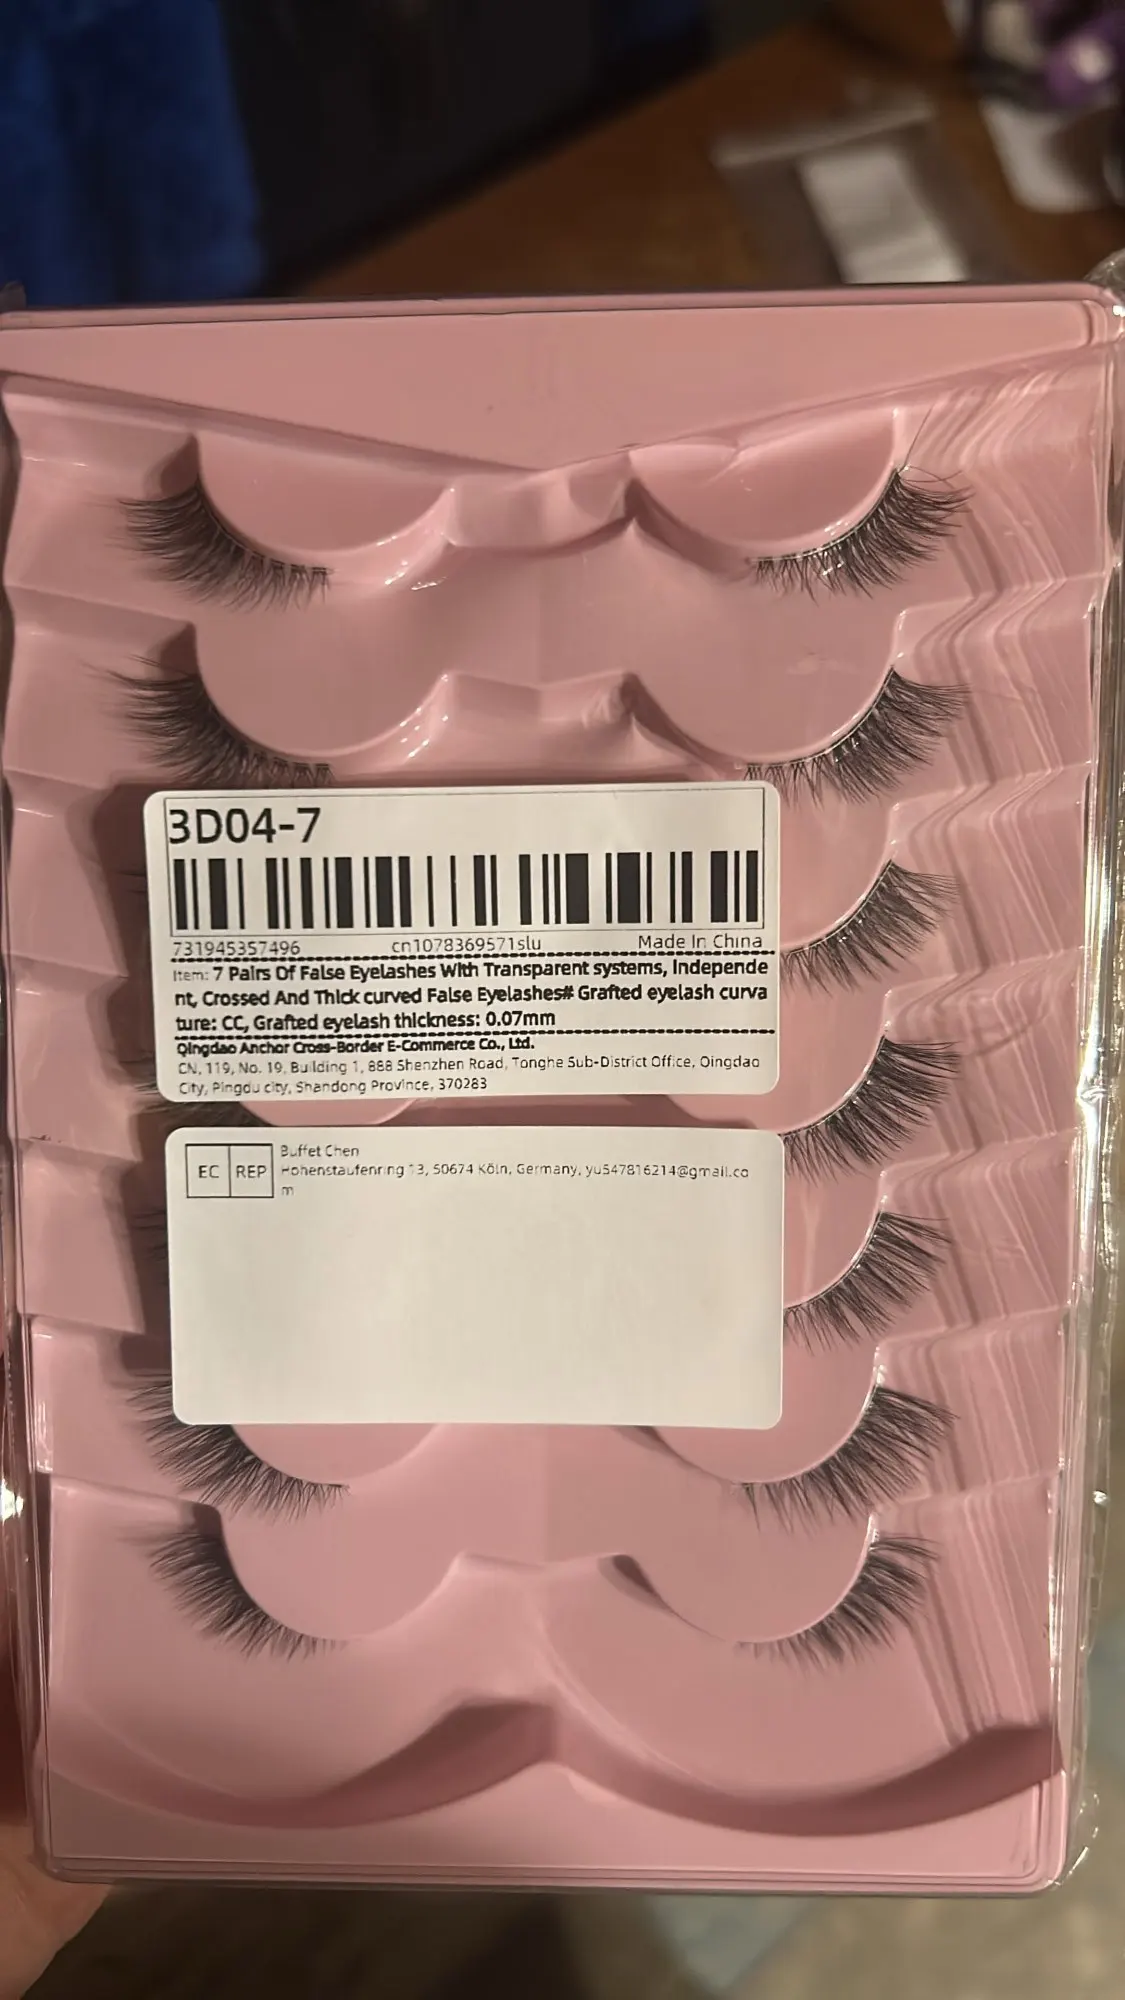 3D04-7
731945357496 cn1078369571slu Made In China
Item: 7 Pairs Of False Eyelashes With Transparent systems, Independe
nt, Crossed And Thick curved False Eyelashes# Grafted eyelash curva
ture: CC, Grafted eyelash thickness: 0.07mm
Qingdao Anchor Cross-Border E-Commerce Co., Ltd.
CN, 119, No. 19, Building 1, 888 Shenzhen Road, Tonghe Sub-District Office, Qingdao
City, Pingdu city, Shandong Province, 370283
EC REP
Buffet Chen
Hohenstaufenring 13, 50674 Köln, Germany, yu547816214@gmail.co
m